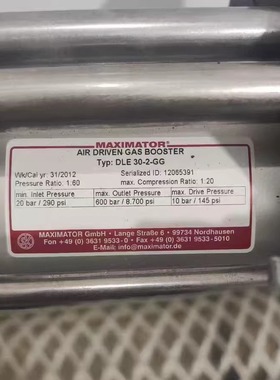 MAXIMATOR®
AIR DRIVEN GAS BOOSTER
Typ: DLE 30-2-GG
Wk/Cal yr: 31/2012 Serialized ID: 12065391
Pressure Ratio: 1:60 max. Compression Ratio: 1:20
min. Inlet Pressure max. Outlet Pressure max. Drive Pressure
20 bar / 290 psi 600 bar / 8.700 psi 10 bar / 145 psi
MAXIMATOR GmbH • Lange Straße 6 • 99734 Nordhausen
Fon +49 (0) 3631 9533-0 • Fax +49 (0) 3631 9533-5010
info@maximator.de • www.maximator.de